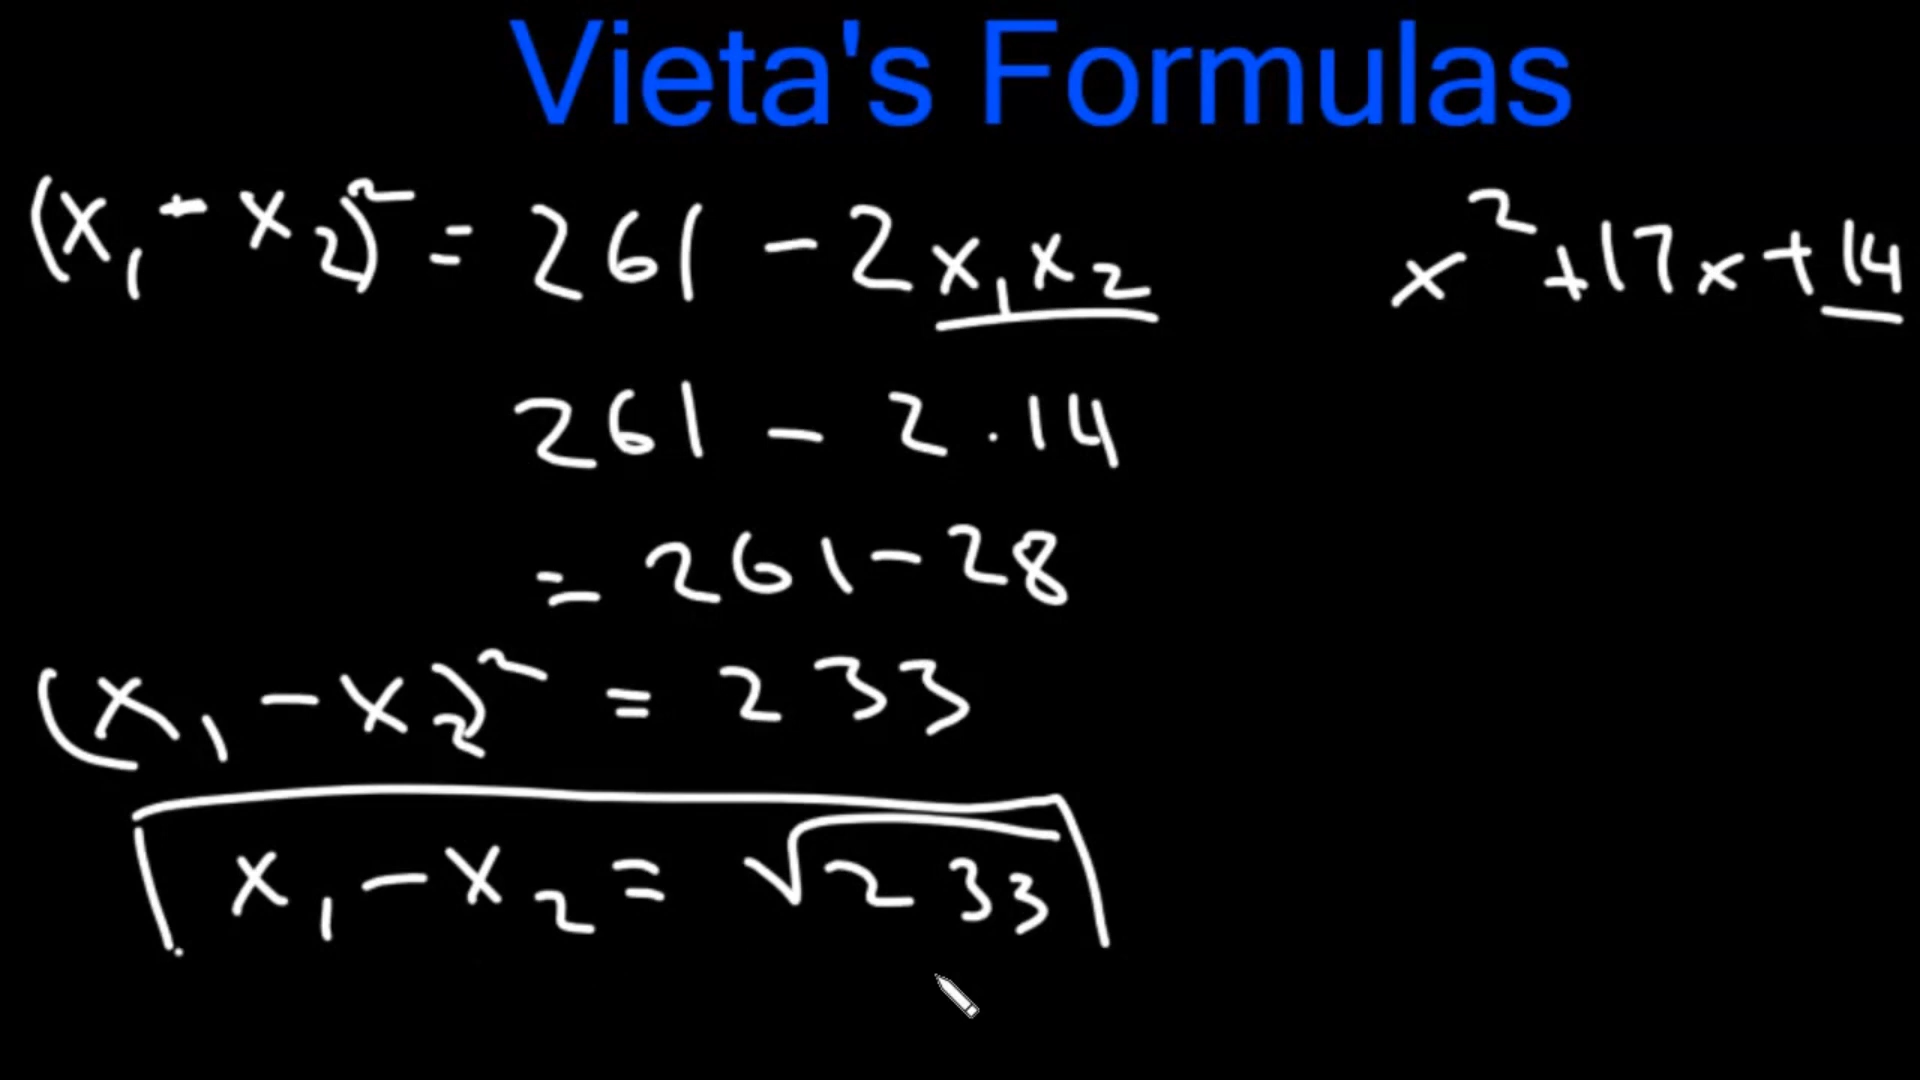 Vieta's Formulas
(x₁ - x₂)² = 261 - 2x₁x₂
x² + 17x + 14
261 - 2 · 14
= 261 - 28
(x₁ - x₂)² = 233
x₁ - x₂ = √233